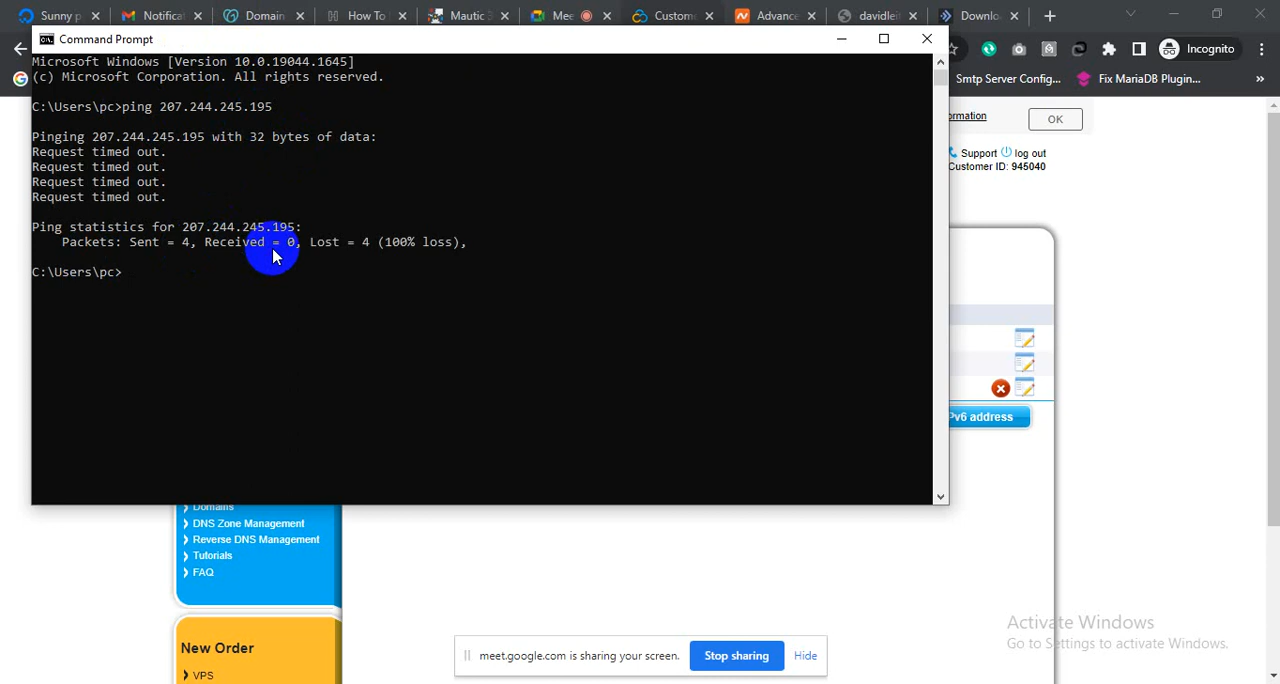 Sunny p
Notifica
Domain
How To
Mautic
Mee
Custome
Advance
davidleit
Downlo
Command Prompt
Incognito
Microsoft Windows [Version 10.0.19044.1645]
(c) Microsoft Corporation. All rights reserved.
Smtp Server Config...
Fix MariaDB Plugin...
»
C:\Users\pc>ping 207.244.245.195
ormation
OK
Pinging 207.244.245.195 with 32 bytes of data:
Request timed out.
Request timed out.
Request timed out.
Request timed out.
Support log out
Customer ID: 945040
Ping statistics for 207.244.245.195:
Packets: Sent = 4, Received = 0, Lost = 4 (100% loss),
C:\Users\pc>
Pv6 address
Domains
DNS Zone Management
Reverse DNS Management
Tutorials
FAQ
New Order
VPS
Activate Windows
Go to Settings to activate Windows.
meet.google.com is sharing your screen.
Stop sharing
Hide